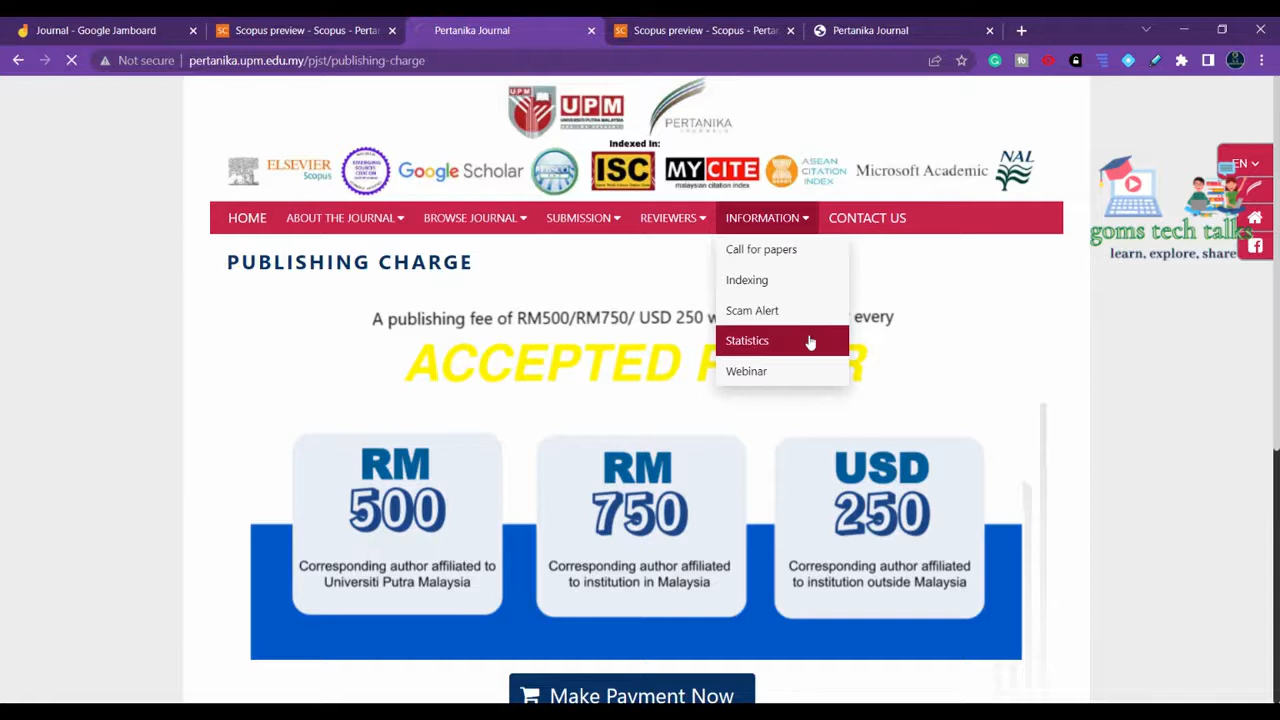 Journal - Google Jamboard
Scopus preview - Scopus - Pertan
Pertanika Journal
Scopus preview - Scopus - Pertan
Pertanika Journal
Not secure
pertanika.upm.edu.my/pjst/publishing-charge
UPM
UNIVERSITI PUTRA MALAYSIA
PERTANIKA
JOURNALS
Indexed In:
ELSEVIER
Scopus
Google Scholar
ISC
MYCITE
malaysian citation index
ASEAN
CITATION
INDEX
Microsoft Academic
NAL
EN
HOME
ABOUT THE JOURNAL
BROWSE JOURNAL
SUBMISSION
REVIEWERS
INFORMATION
CONTACT US
goms tech talks
learn, explore, share
Call for papers
Indexing
Scam Alert
Statistics
Webinar
PUBLISHING CHARGE
A publishing fee of RM500/RM750/ USD 250 w
every
ACCEPTED
RM
500
Corresponding author affiliated to
Universiti Putra Malaysia
RM
750
Corresponding author affiliated
to institution in Malaysia
USD
250
Corresponding author affiliated
to institution outside Malaysia
Make Payment Now